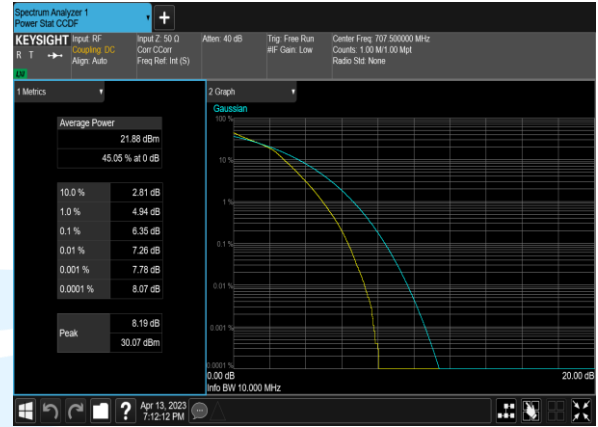 Spectrum Analyzer 1
Power Stat CCDF
+
KEYSIGHT
R T
LW
Input: RF
Coupling: DC
Align: Auto
Input Z: 50 Ω
Corr CCorr
Freq Ref: Int (S)
Atten: 40 dB
Trig: Free Run
#IF Gain: Low
Center Freq: 707.500000 MHz
Counts: 1.00 M/1.00 Mpt
Radio Std: None
1 Metrics
Average Power
21.88 dBm
45.05 % at 0 dB
10.0 % 2.81 dB
1.0 % 4.94 dB
0.1 % 6.35 dB
0.01 % 7.26 dB
0.001 % 7.78 dB
0.0001 % 8.07 dB
Peak
8.19 dB
30.07 dBm
2 Graph
Gaussian
100 %
10 %
1 %
0.1 %
0.01 %
0.001 %
0.0001 %
0.00 dB
20.00 dB
Info BW 10.000 MHz
?
Apr 13, 2023
7:12:12 PM